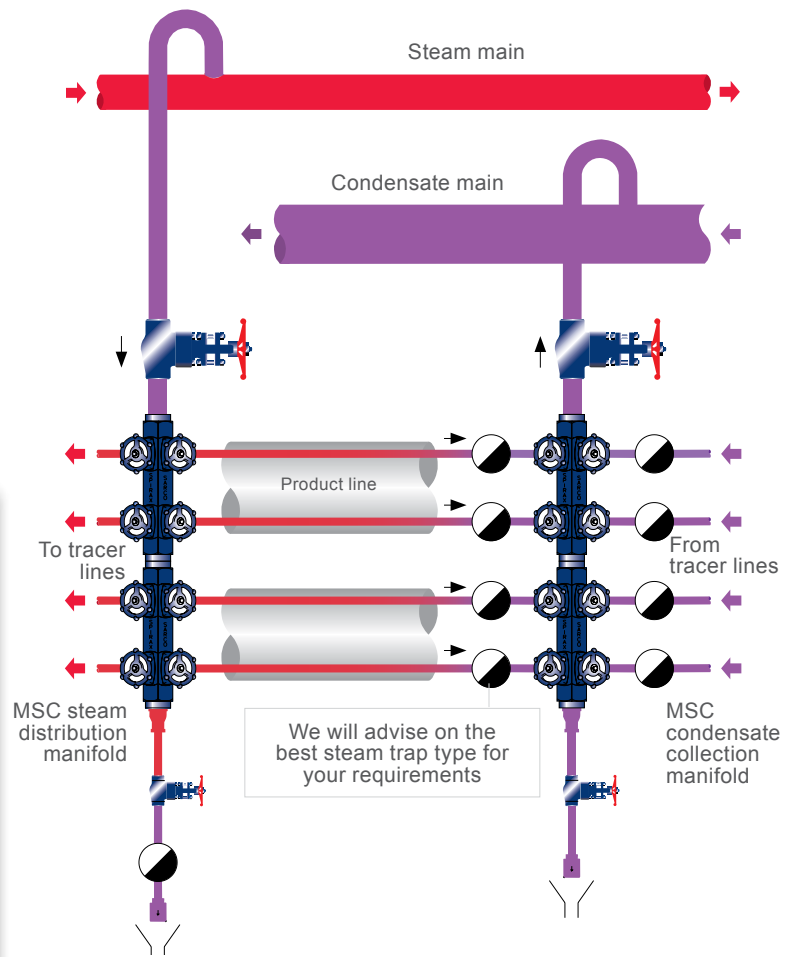 Steam main
Condensate main
Product line
To tracer
lines
From
tracer lines
MSC steam
distribution
manifold
We will advise on the
best steam trap type for
your requirements
MSC
condensate
collection
manifold